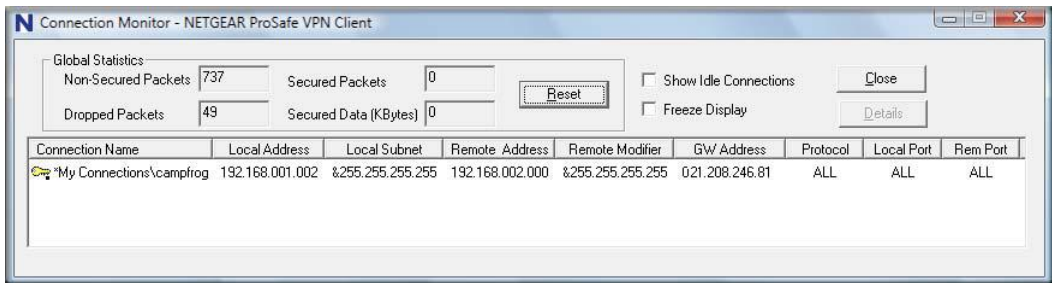 N Connection Monitor - NETGEAR ProSafe VPN Client
Global Statistics
Non-Secured Packets 737 Secured Packets 0
Reset
Show Idle Connections
Close
Dropped Packets 49 Secured Data (KBytes) 0
Freeze Display
Details
Connection Name Local Address Local Subnet Remote Address Remote Modifier GW Address Protocol Local Port Rem Port
*My Connections\campfrog 192.168.001.002 &255.255.255.255 192.168.002.000 &255.255.255.255 021.208.246.81 ALL ALL ALL